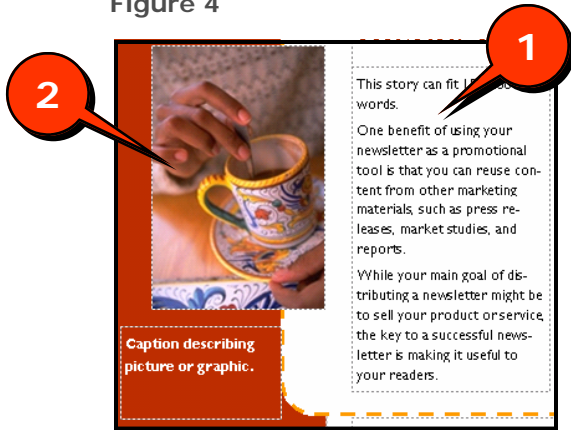 Figure 4
1
2
This story can fit
words.
One benefit of using your
newsletter as a promotional
tool is that you can reuse con-
tent from other marketing
materials, such as press re-
leases, market studies, and
reports.
While your main goal of dis-
tributing a newsletter might be
to sell your product or service,
the key to a successful news-
letter is making it useful to
your readers.
Caption describing
picture or graphic.